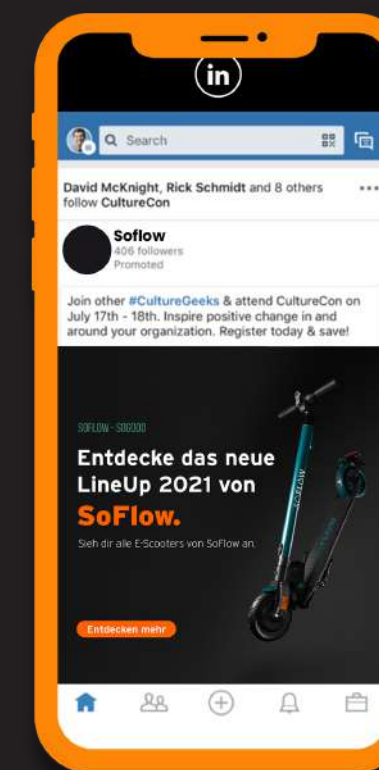 in
Search
David McKnight, Rick Schmidt and 8 others
follow CultureCon
Soflow
406 followers
Promoted
Join other #CultureGeeks & attend CultureCon on
July 17th - 18th. Inspire positive change in and
around your organization. Register today & save!
SOFLOW - SOGOOD
Entdecke das neue
LineUp 2021 von
SoFlow.
Sieh dir alle E-Scooters von SoFlow an.
Entdecken mehr
SOFLOW